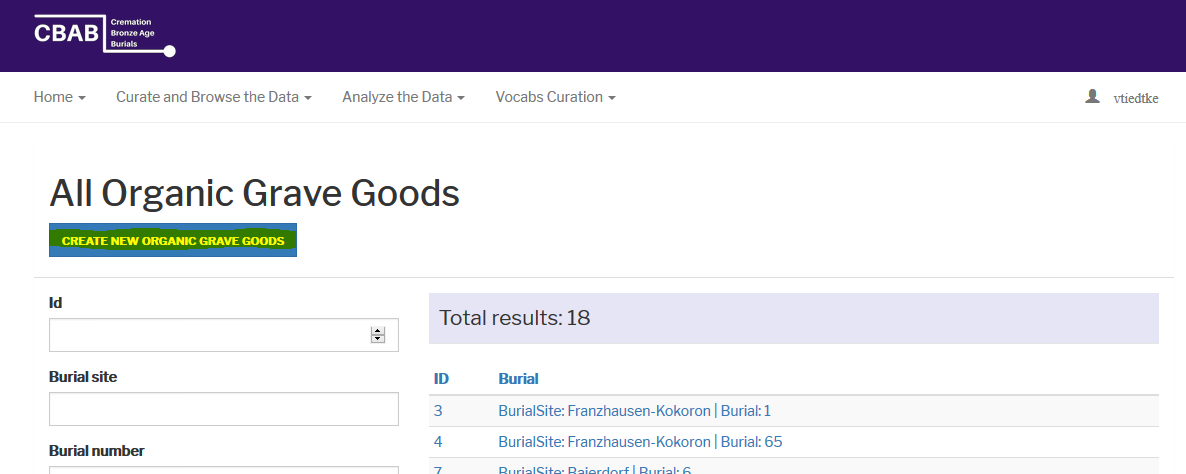 CBAB
Cremation
Bronze Age
Burials
Home
Curate and Browse the Data
Analyze the Data
Vocabs Curation
vtiedtke
All Organic Grave Goods
CREATE NEW ORGANIC GRAVE GOODS
Id
Burial site
Burial number
Total results: 18
ID Burial
3 BurialSite: Franzhausen-Kokoron | Burial: 1
4 BurialSite: Franzhausen-Kokoron | Burial: 65
7 BurialSite: Baierdorf | Burial: 6